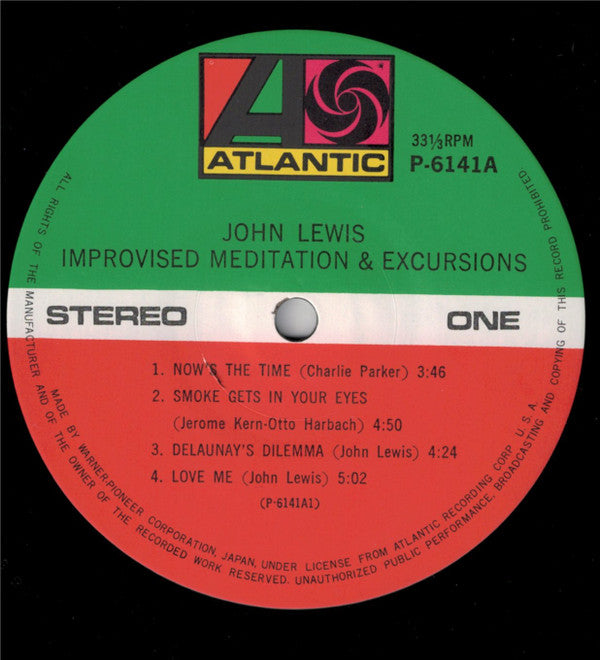 ATLANTIC
33⅓RPM
P-6141A
JOHN LEWIS
IMPROVISED MEDITATION & EXCURSIONS
STEREO
ONE
1. NOW'S THE TIME (Charlie Parker) 3:46
2. SMOKE GETS IN YOUR EYES
(Jerome Kern-Otto Harbach) 4:50
3. DELAUNAY'S DILEMMA (John Lewis) 4:24
4. LOVE ME (John Lewis) 5:02
(P-6141A1)
MADE BY WARNER-PIONEER CORPORATION, JAPAN, UNDER LICENSE FROM ATLANTIC RECORDING CORP. U. S. A.
ALL RIGHTS OF THE MANUFACTURER AND OF THE OWNER OF THE RECORDED WORK RESERVED. UNAUTHORIZED PUBLIC PERFORMANCE, BROADCASTING AND COPYING OF THIS RECORD PROHIBITED.